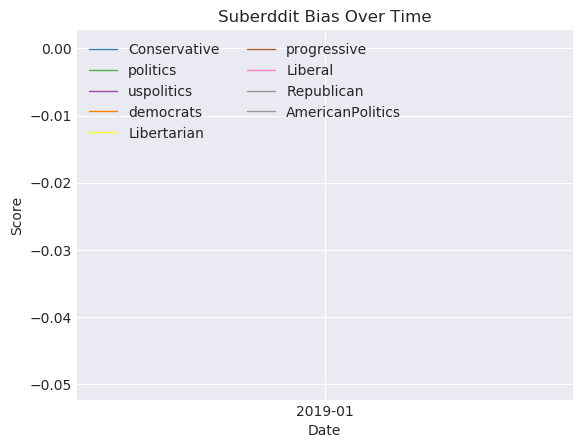 Suberddit Bias Over Time
Score
0.00
−0.01
−0.02
−0.03
−0.04
−0.05
Conservative
politics
uspolitics
democrats
Libertarian
progressive
Liberal
Republican
AmericanPolitics
2019-01
Date